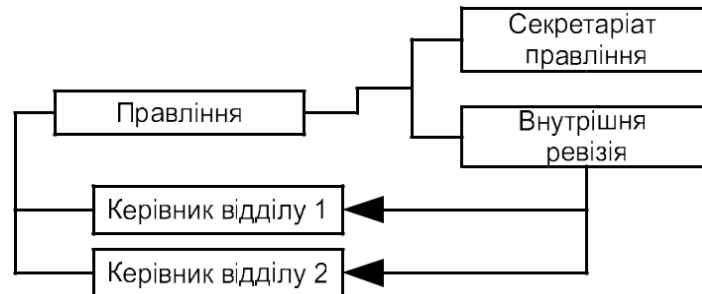 Секретаріат
правління
Правління
Внутрішня
ревізія
Керівник відділу 1
Керівник відділу 2